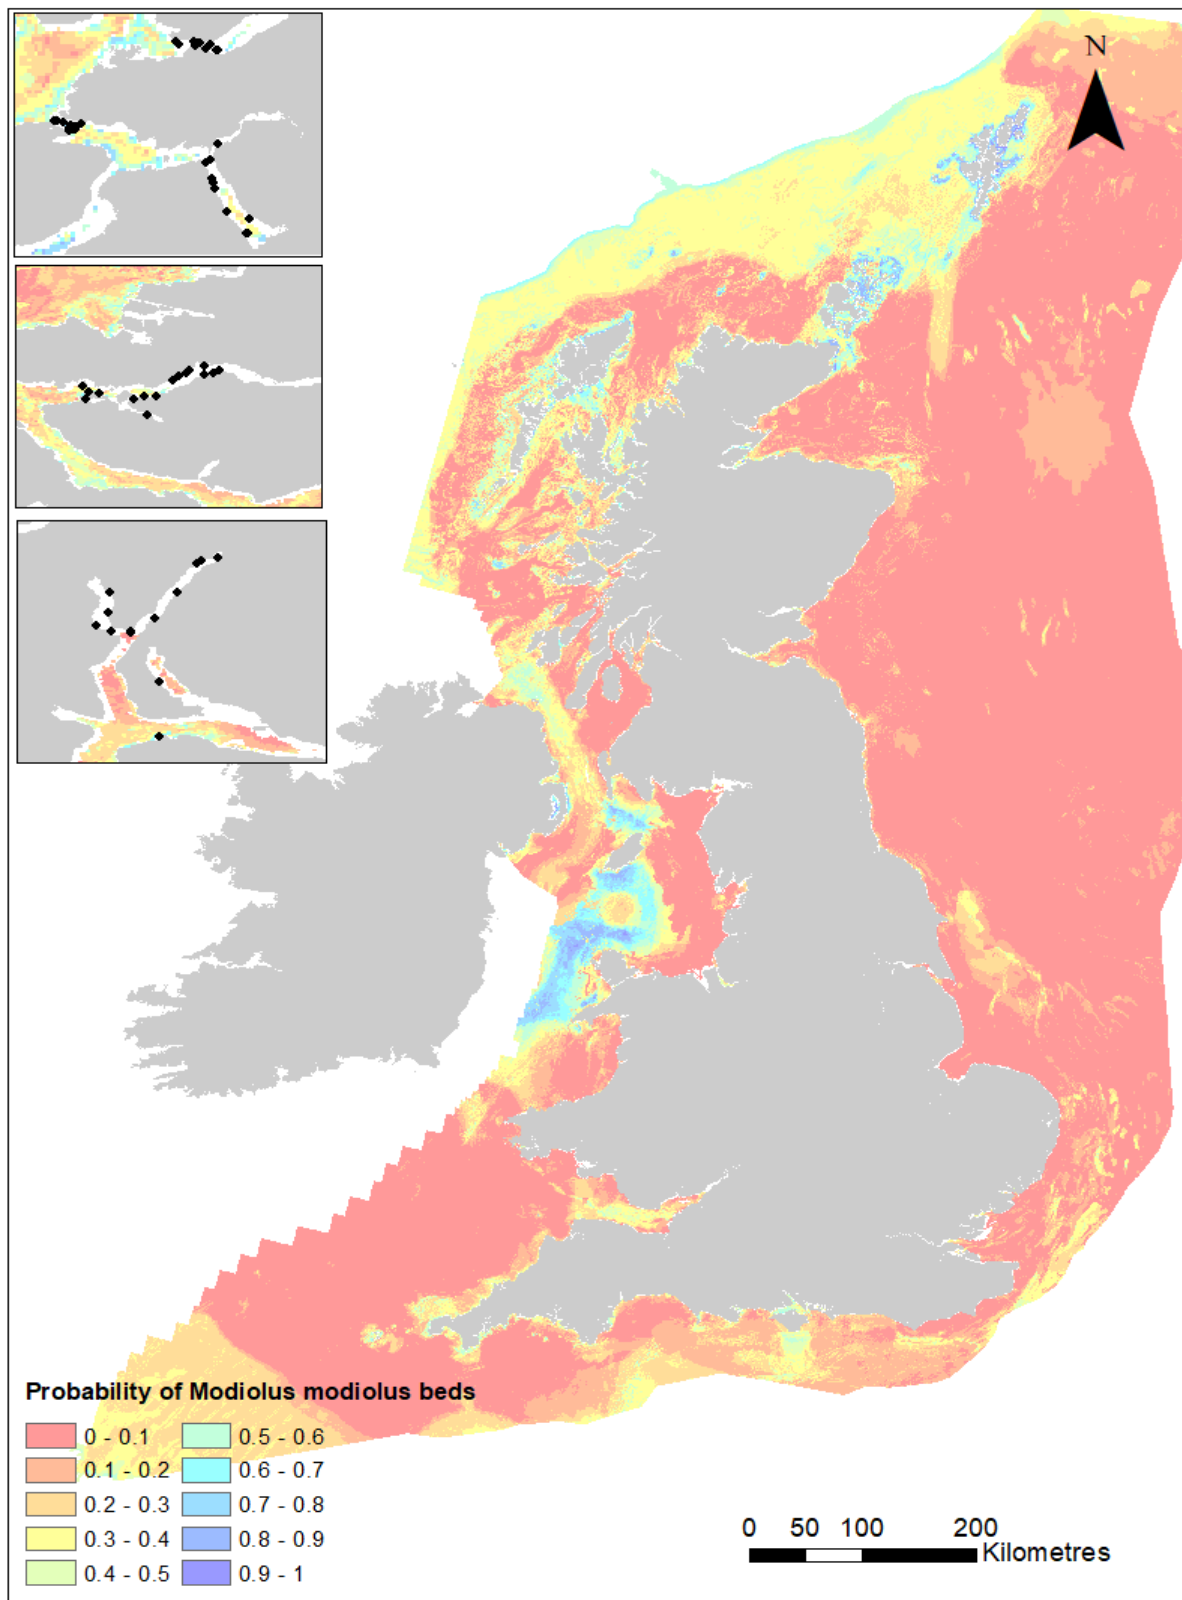 N
Probability of Modiolus modiolus beds
0 - 0.1 0.5 - 0.6
0.1 - 0.2 0.6 - 0.7
0.2 - 0.3 0.7 - 0.8
0.3 - 0.4 0.8 - 0.9
0.4 - 0.5 0.9 - 1
0 50 100 200
Kilometres